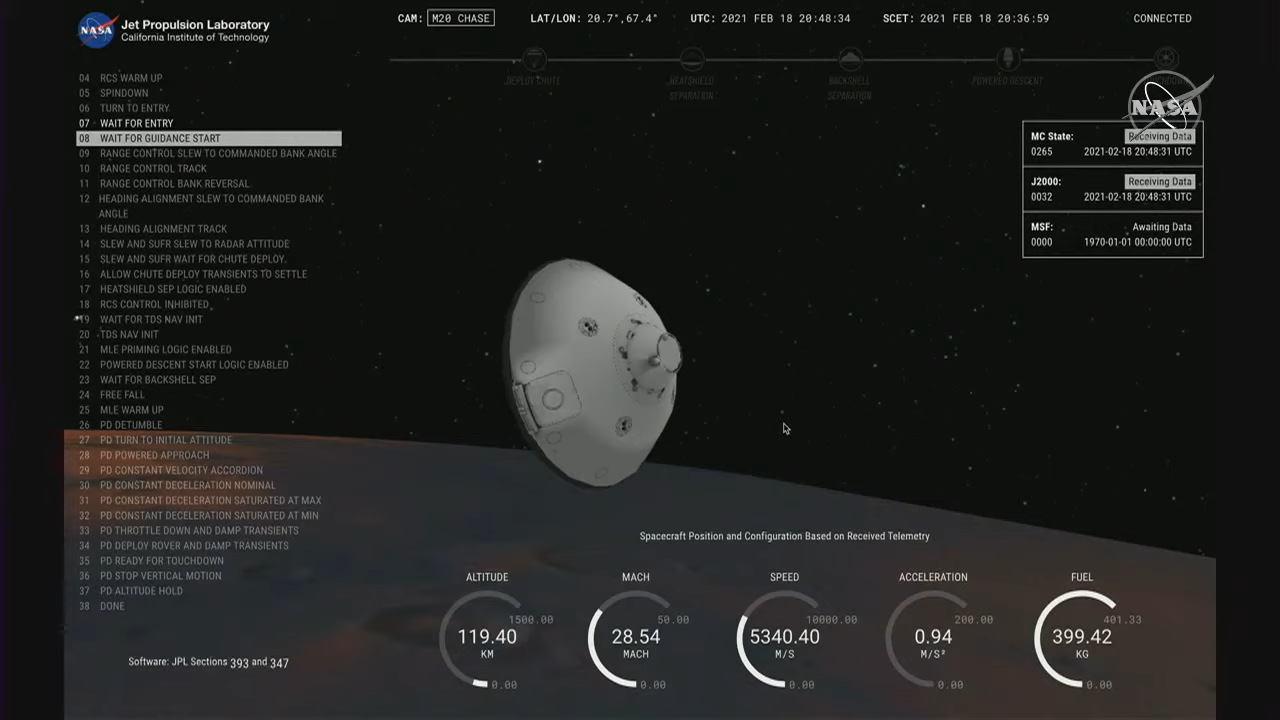 NASA
Jet Propulsion Laboratory
California Institute of Technology
CAM: M20 CHASE
LAT/LON: 20.7°,67.4°
UTC: 2021 FEB 18 20:48:34
SCET: 2021 FEB 18 20:36:59
CONNECTED
DEPLOY CHUTE
HEATSHIELD
SEPARATION
BACKSHELL
SEPARATION
POWERED DESCENT
NASA
04 RCS WARM UP
05 SPINDOWN
06 TURN TO ENTRY
07 WAIT FOR ENTRY
08 WAIT FOR GUIDANCE START
09 RANGE CONTROL SLEW TO COMMANDED BANK ANGLE
10 RANGE CONTROL TRACK
11 RANGE CONTROL BANK REVERSAL
12 HEADING ALIGNMENT SLEW TO COMMANDED BANK
ANGLE
13 HEADING ALIGNMENT TRACK
14 SLEW AND SUFR SLEW TO RADAR ATTITUDE
15 SLEW AND SUFR WAIT FOR CHUTE DEPLOY
16 ALLOW CHUTE DEPLOY TRANSIENTS TO SETTLE
17 HEATSHIELD SEP LOGIC ENABLED
18 RCS CONTROL INHIBITED
19 WAIT FOR TDS NAV INIT
20 TDS NAV INIT
21 MLE PRIMING LOGIC ENABLED
22 POWERED DESCENT START LOGIC ENABLED
23 WAIT FOR BACKSHELL SEP
24 FREE FALL
25 MLE WARM UP
26 PD DETUMBLE
27 PD TURN TO INITIAL ATTITUDE
28 PD POWERED APPROACH
29 PD CONSTANT VELOCITY ACCORDION
30 PD CONSTANT DECELERATION NOMINAL
31 PD CONSTANT DECELERATION SATURATED AT MAX
32 PD CONSTANT DECELERATION SATURATED AT MIN
33 PD THROTTLE DOWN AND DAMP TRANSIENTS
34 PD DEPLOY ROVER AND DAMP TRANSIENTS
35 PD READY FOR TOUCHDOWN
36 PD STOP VERTICAL MOTION
37 PD ALTITUDE HOLD
38 DONE
Software: JPL Sections 393 and 347
MC State: Receiving Data
0265 2021-02-18 20:48:31 UTC
J2000: Receiving Data
0032 2021-02-18 20:48:31 UTC
MSF: Awaiting Data
0000 1970-01-01 00:00:00 UTC
Spacecraft Position and Configuration Based on Received Telemetry
ALTITUDE
1500.00
119.40
KM
0.00
MACH
50.00
28.54
MACH
0.00
SPEED
10000.00
5340.40
M/S
0.00
ACCELERATION
200.00
0.94
M/S²
0.00
FUEL
401.33
399.42
KG
0.00